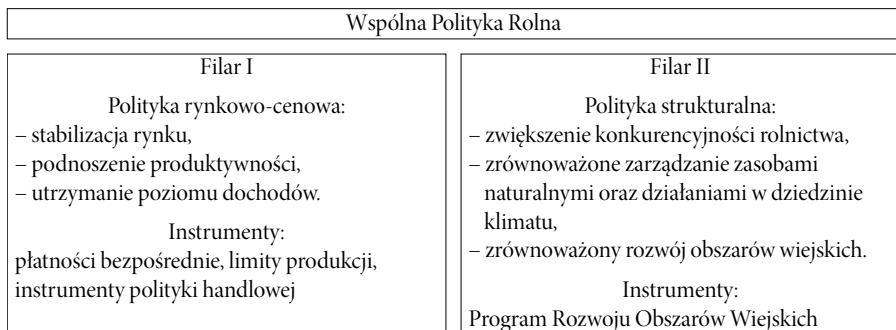 Wspólna Polityka Rolna
Filar I
Polityka rynkowo-cenowa:
– stabilizacja rynku,
– podnoszenie produktywności,
– utrzymanie poziomu dochodów.
Instrumenty:
płatności bezpośrednie, limity produkcji,
instrumenty polityki handlowej
Filar II
Polityka strukturalna:
– zwiększenie konkurencyjności rolnictwa,
– zrównoważone zarządzanie zasobami
naturalnymi oraz działaniami w dziedzinie
klimatu,
– zrównoważony rozwój obszarów wiejskich.
Instrumenty:
Program Rozwoju Obszarów Wiejskich